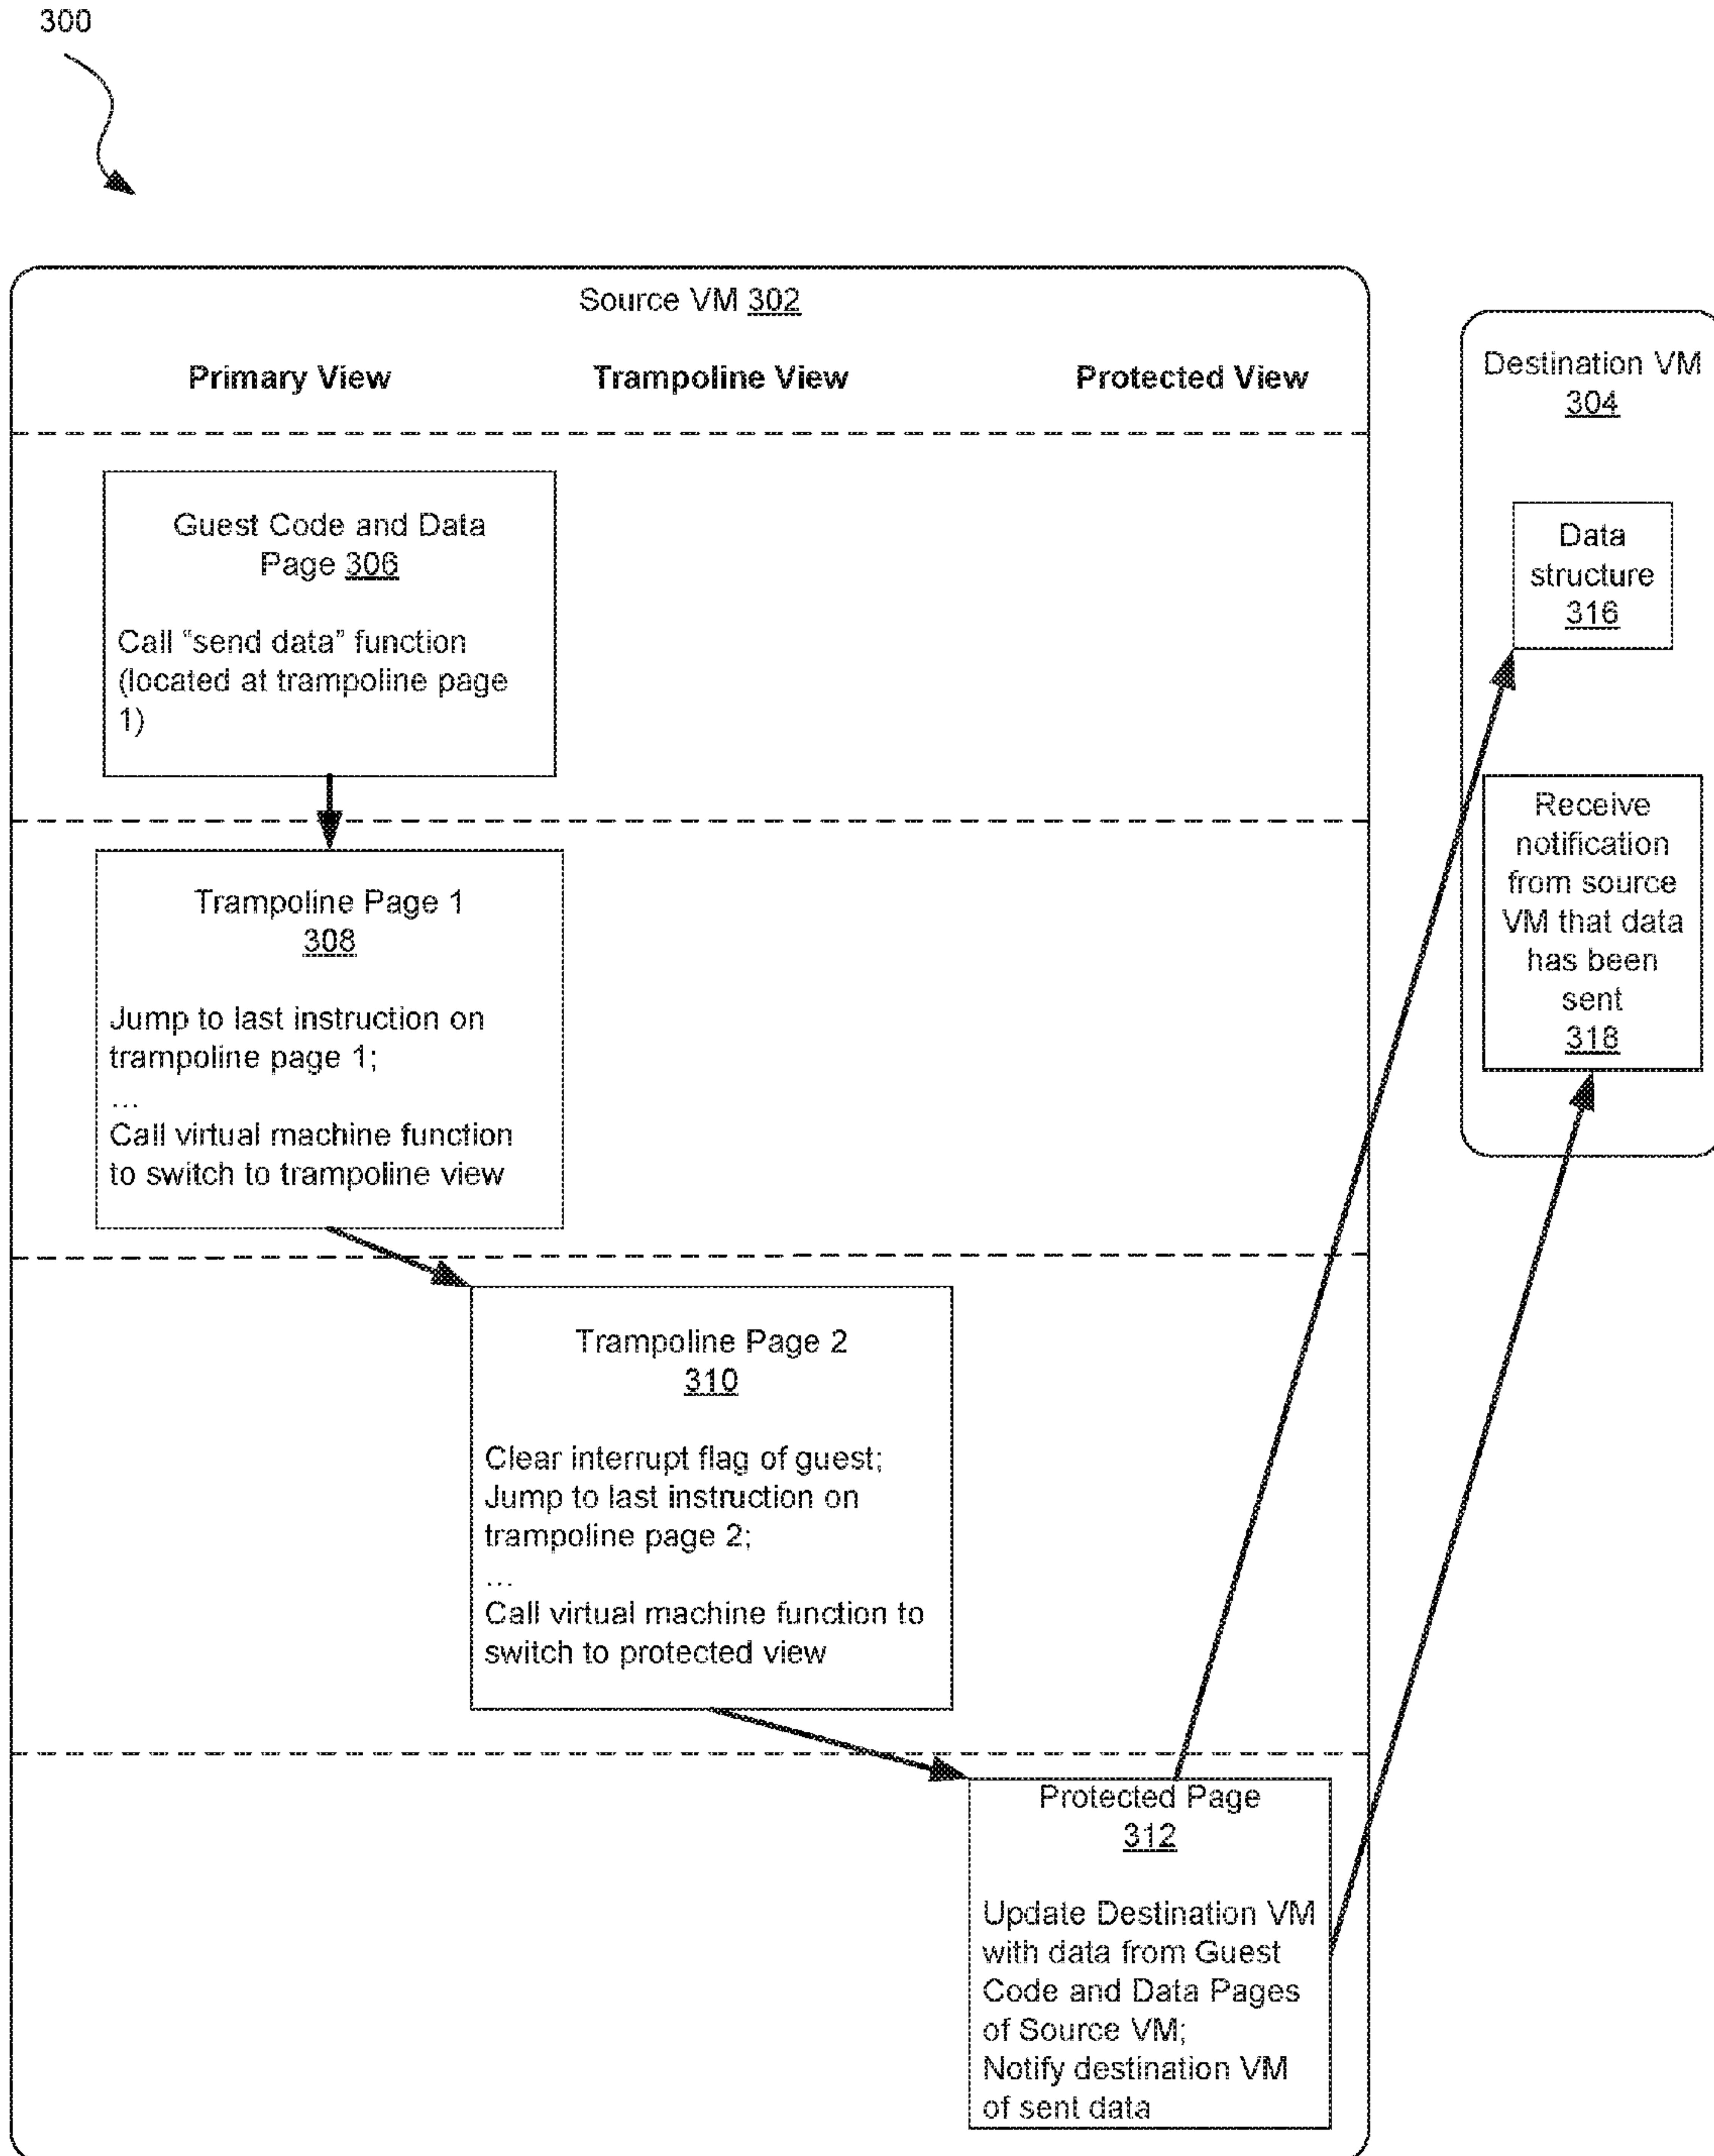 300
Source VM 302
Primary View
Trampoline View
Protected View
Guest Code and Data
Page 306
Call “send data” function
(located at trampoline page
1)
Trampoline Page 1
308
Jump to last instruction on
trampoline page 1;
...
Call virtual machine function
to switch to trampoline view
Trampoline Page 2
310
Clear interrupt flag of guest;
Jump to last instruction on
trampoline page 2;
...
Call virtual machine function to
switch to protected view
Protected Page
312
Update Destination VM
with data from Guest
Code and Data Pages
of Source VM;
Notify destination VM
of sent data
Destination VM
304
Data
structure
316
Receive
notification
from source
VM that data
has been
sent
318